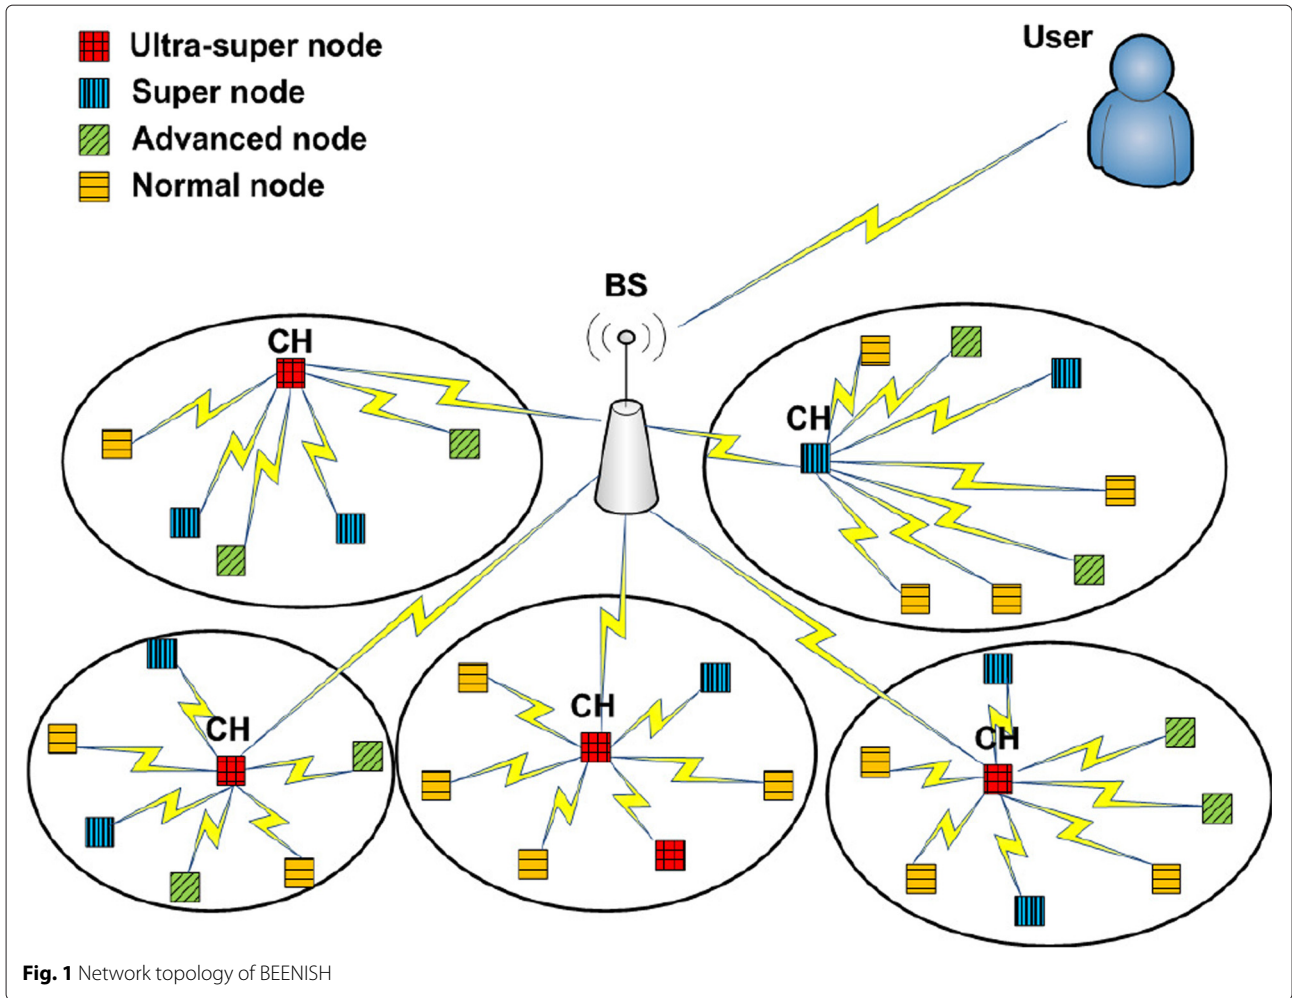 Ultra-super node
Super node
Advanced node
Normal node
User
BS
CH
CH
CH
CH
CH
Fig. 1 Network topology of BEENISH